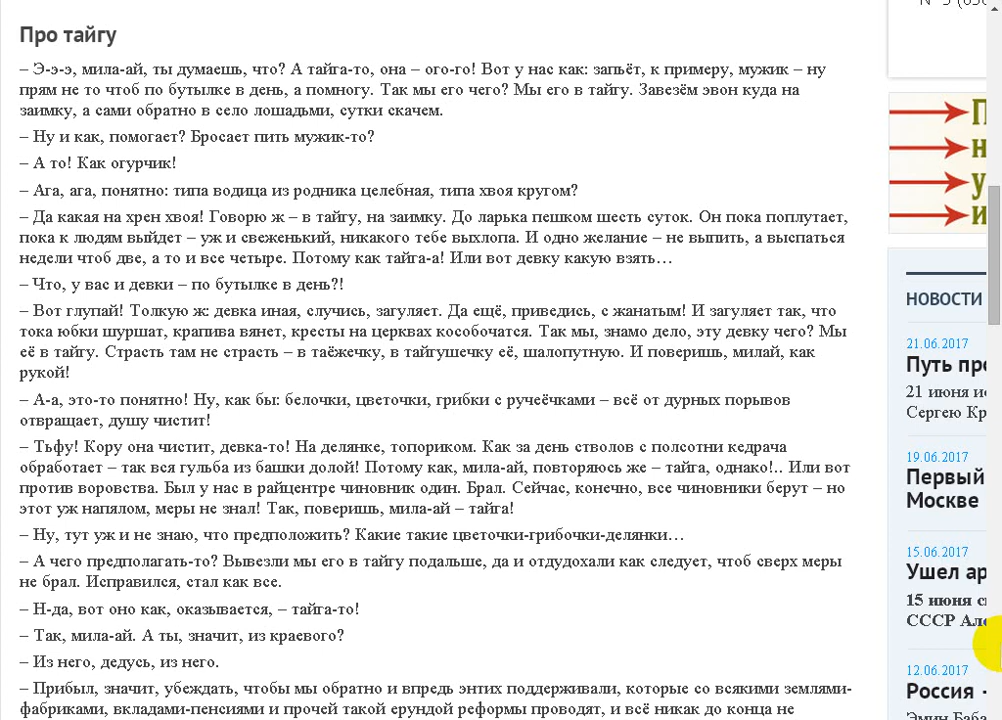 № 5 (650
Про тайгу
– Э-э-э, мила-ай, ты думаешь, что? А тайга-то, она – ого-го! Вот у нас как: запьёт, к примеру, мужик – ну
прям не то чтоб по бутылке в день, а помногу. Так мы его чего? Мы его в тайгу. Завезём эвон куда на
заимку, а сами обратно в село лошадьми, сутки скачем.
– Ну и как, помогает? Бросает пить мужик-то?
– А то! Как огурчик!
– Ага, ага, понятно: типа водица из родника целебная, типа хвоя кругом?
– Да какая на хрен хвоя! Говорю ж – в тайгу, на заимку. До ларька пешком шесть суток. Он пока поплутает,
пока к людям выйдет – уж и свеженький, никакого тебе выхлопа. И одно желание – не выпить, а выспаться
недели чтоб две, а то и все четыре. Потому как тайга-а! Или вот девку какую взять…
– Что, у вас и девки – по бутылке в день?!
– Вот глупай! Толкую ж: девка иная, случись, загуляет. Да ещё, приведись, с жанатым! И загуляет так, что
тока юбки шуршат, крапива вянет, кресты на церквах кособочатся. Так мы, знамо дело, эту девку чего? Мы
её в тайгу. Страсть там не страсть – в таёжечку, в тайгушечку её, шалопутную. И поверишь, милай, как
рукой!
– А-а, это-то понятно! Ну, как бы: белочки, цветочки, грибки с ручеёчками – всё от дурных порывов
отвращает, душу чистит!
– Тьфу! Кору она чистит, девка-то! На делянке, топориком. Как за день стволов с полсотни кедрача
обработает – так вся гульба из башки долой! Потому как, мила-ай, повторяюсь же – тайга, однако!.. Или вот
против воровства. Был у нас в райцентре чиновник один. Брал. Сейчас, конечно, все чиновники берут – но
этот уж напялом, меры не знал! Так, поверишь, мила-ай – тайга!
– Ну, тут уж и не знаю, что предположить? Какие такие цветочки-грибочки-делянки…
– А чего предполагать-то? Вывезли мы его в тайгу подальше, да и отдудохали как следует, чтоб сверх меры
не брал. Исправился, стал как все.
– Н-да, вот оно как, оказывается, – тайга-то!
– Так, мила-ай. А ты, значит, из краевого?
– Из него, дедусь, из него.
– Прибыл, значит, убеждать, чтобы мы обратно и впредь энтих поддерживали, которые со всякими землями-
фабриками, вкладами-пенсиями и прочей такой ерундой реформы проводят, и всё никак до конца не
П
н
у
и
НОВОСТИ
21.06.2017
Путь пр
21 июня и
Сергею Кр
19.06.2017
Первый
Москве
15.06.2017
Ушел ар
15 июня с
СССР Але
12.06.2017
Россия -
Эмин Баба